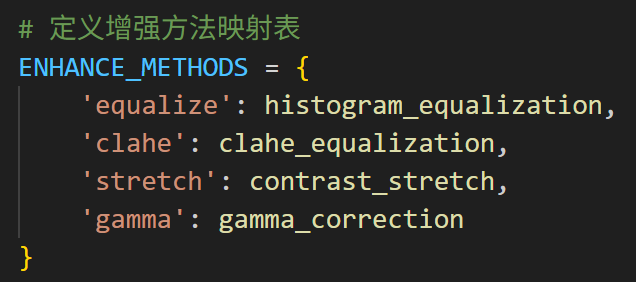 # 定义增强方法映射表
ENHANCE_METHODS = {
    'equalize': histogram_equalization,
    'clahe': clahe_equalization,
    'stretch': contrast_stretch,
    'gamma': gamma_correction
}